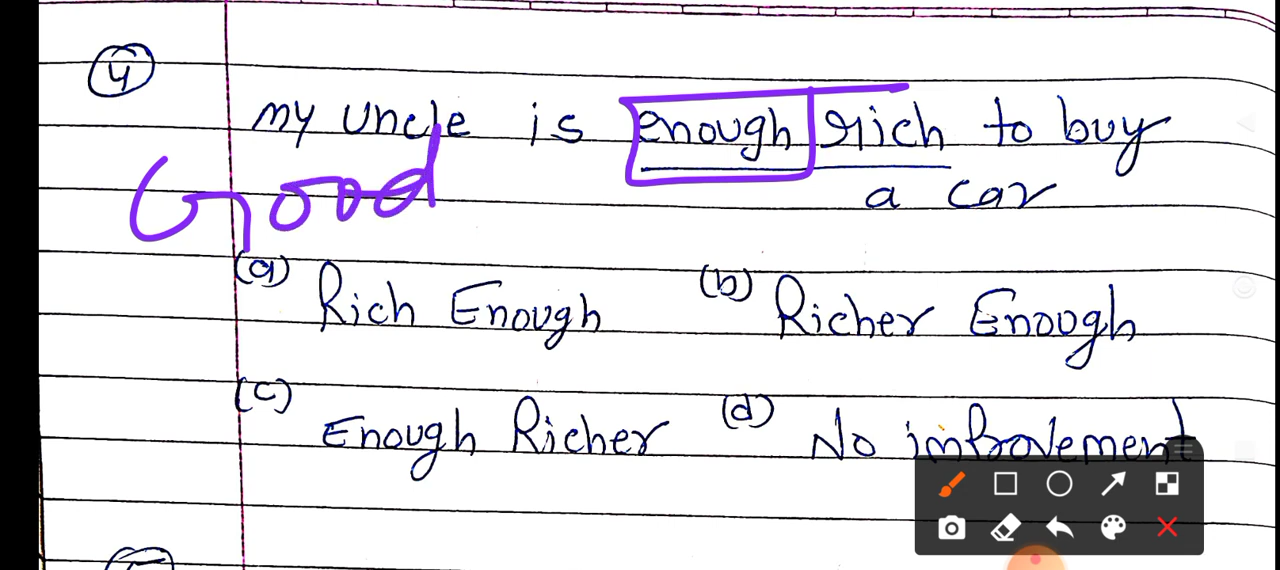 (4)
my uncle is enough rich to buy
a car
Good
(a) Rich Enough (b) Richer Enough
(c) Enough Richer (d) No improvement